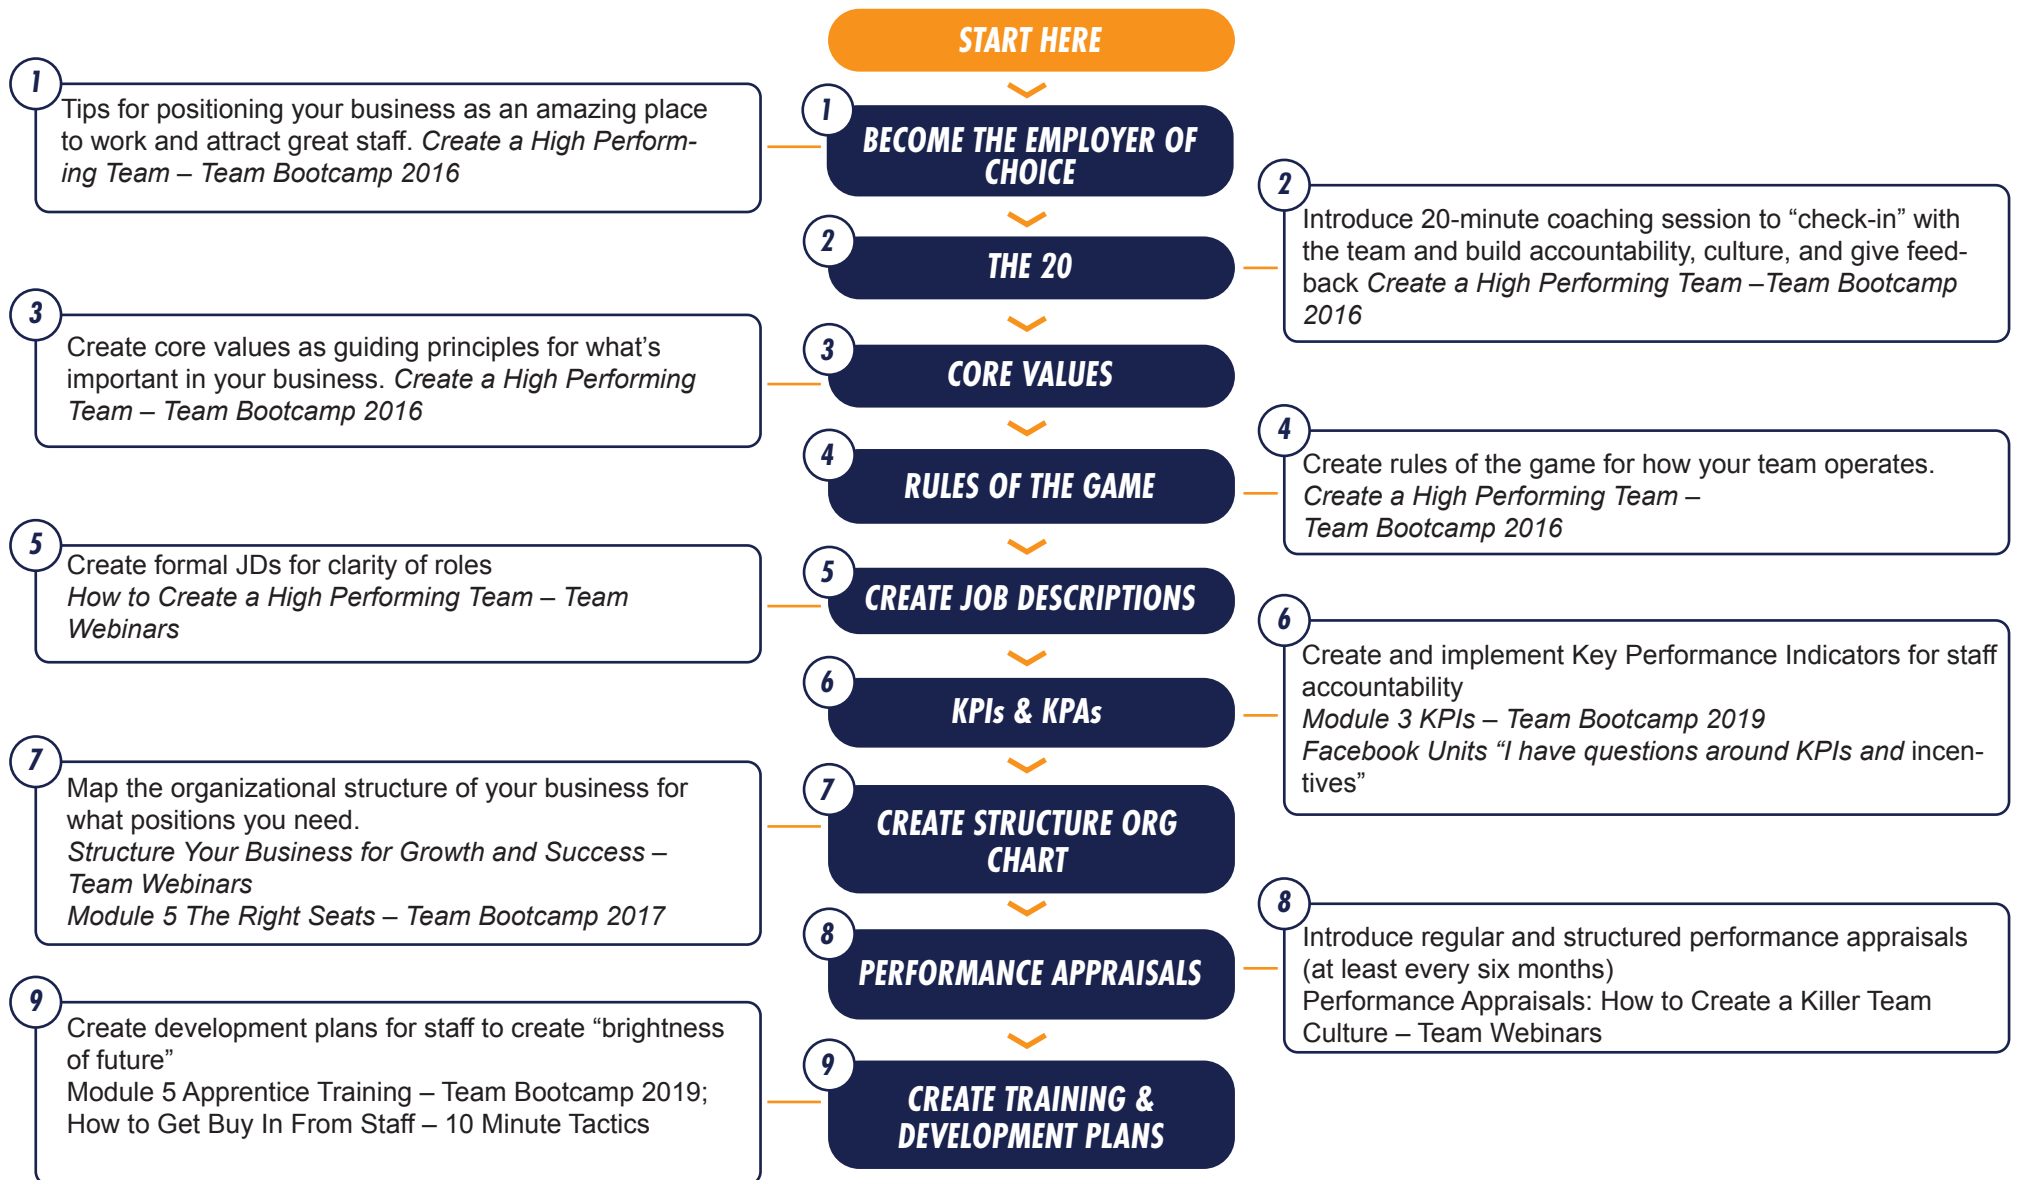 START HERE
1
Tips for positioning your business as an amazing place
to work and attract great staff. Create a High Perform-
ing Team – Team Bootcamp 2016
1
BECOME THE EMPLOYER OF
CHOICE
2
THE 20
2
Introduce 20-minute coaching session to “check-in” with
the team and build accountability, culture, and give feed-
back Create a High Performing Team –Team Bootcamp
2016
3
Create core values as guiding principles for what’s
important in your business. Create a High Performing
Team – Team Bootcamp 2016
3
CORE VALUES
4
RULES OF THE GAME
4
Create rules of the game for how your team operates.
Create a High Performing Team –
Team Bootcamp 2016
5
Create formal JDs for clarity of roles
How to Create a High Performing Team – Team
Webinars
5
CREATE JOB DESCRIPTIONS
6
KPIs & KPAs
6
Create and implement Key Performance Indicators for staff
accountability
Module 3 KPIs – Team Bootcamp 2019
Facebook Units “I have questions around KPIs and incen-
tives”
7
Map the organizational structure of your business for
what positions you need.
Structure Your Business for Growth and Success –
Team Webinars
Module 5 The Right Seats – Team Bootcamp 2017
7
CREATE STRUCTURE ORG
CHART
8
PERFORMANCE APPRAISALS
8
Introduce regular and structured performance appraisals
(at least every six months)
Performance Appraisals: How to Create a Killer Team
Culture – Team Webinars
9
Create development plans for staff to create “brightness
of future”
Module 5 Apprentice Training – Team Bootcamp 2019;
How to Get Buy In From Staff – 10 Minute Tactics
9
CREATE TRAINING &
DEVELOPMENT PLANS